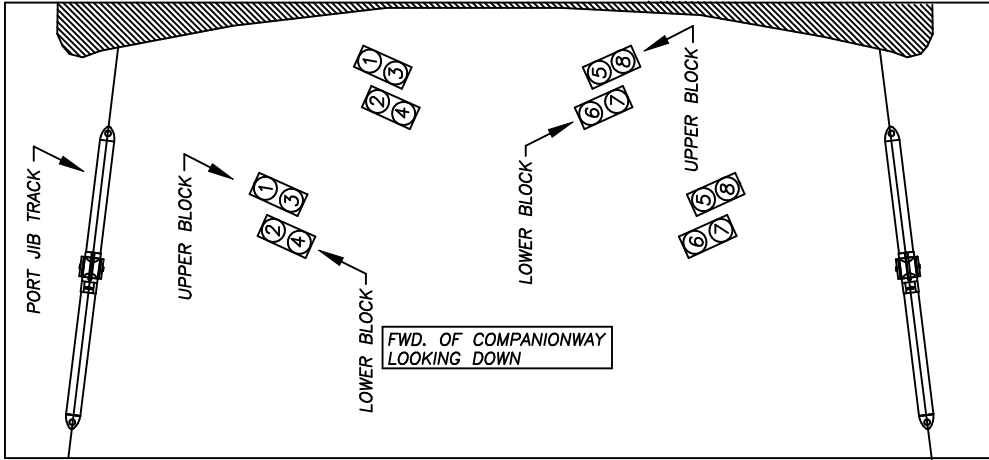 1 3
2 4
5 8
6 7
UPPER BLOCK
LOWER BLOCK
PORT JIB TRACK
UPPER BLOCK
1 3
2 4
LOWER BLOCK
5 8
6 7
FWD. OF COMPANIONWAY
LOOKING DOWN